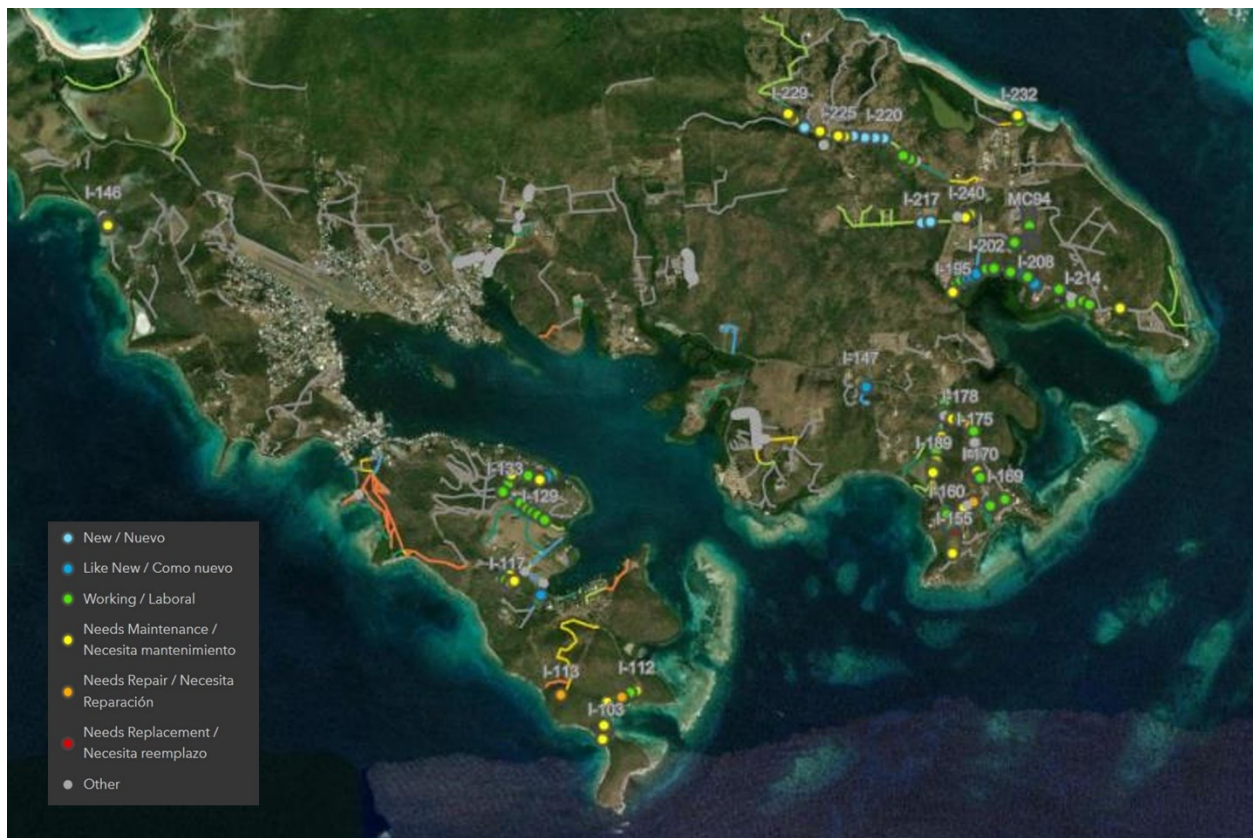 I-229
I-225
I-220
I-232
I-146
I-217
I-240
MC94
I-202
I-208
I-195
I-214
I-147
I-178
I-175
I-189
I-170
I-169
I-160
I-155
I-133
I-129
I-117
I-113
I-112
I-103
New / Nuevo
Like New / Como nuevo
Working / Laboral
Needs Maintenance /
Necesita mantenimiento
Needs Repair / Necesita
Reparación
Needs Replacement /
Necesita reemplazo
Other